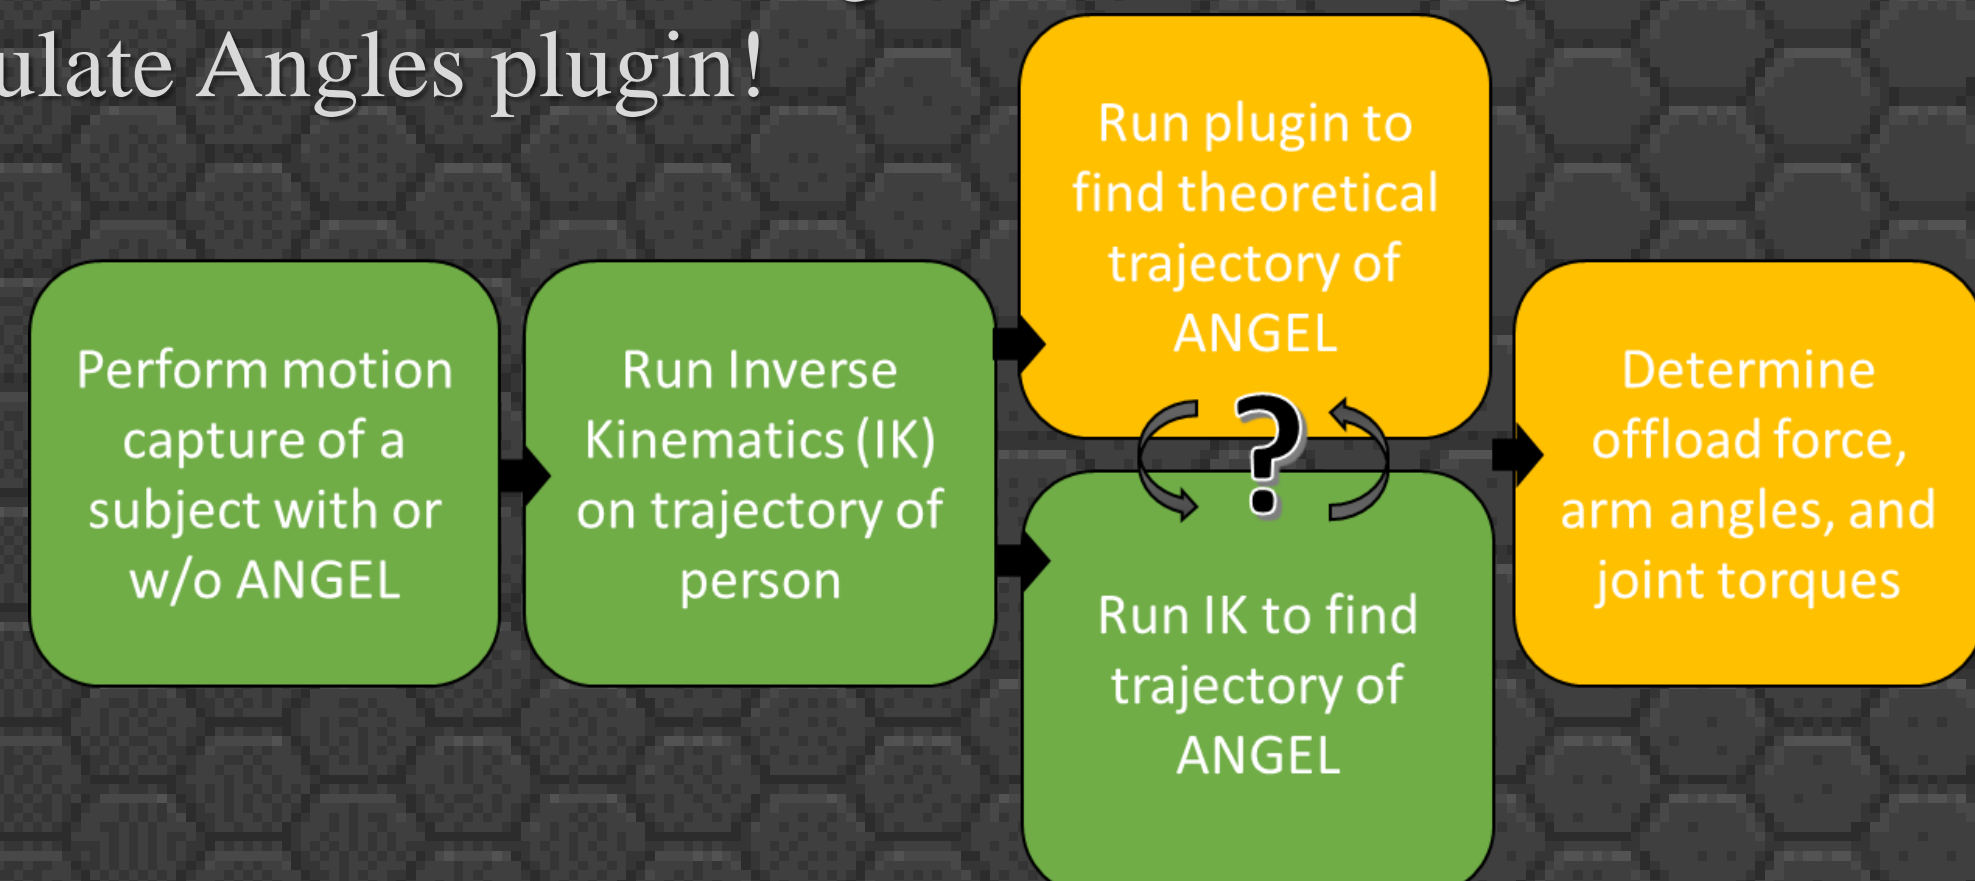 Angles plugin!
Perform motion
capture of a
subject with or
w/o ANGEL
Run Inverse
Kinematics (IK)
on trajectory of
person
Run plugin to
find theoretical
trajectory of
ANGEL
?
Run IK to find
trajectory of
ANGEL
Determine
offload force,
arm angles, and
joint torques